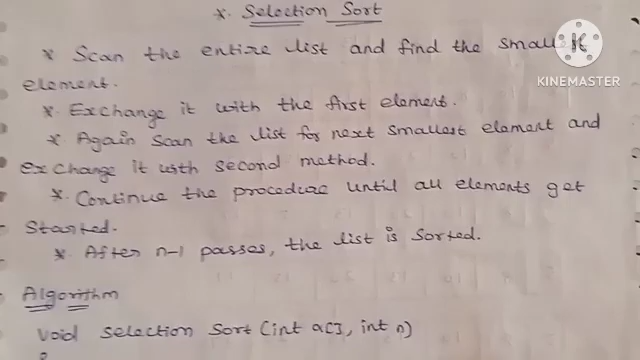 * Selection Sort
* Scan the entire list and find the smallest
element.
* Exchange it with the first element.
* Again scan the list for next smallest element and
exchange it with second method.
* Continue the procedure until all elements get
Started.
* After n-1 passes, the list is sorted.
Algorithm
Void selection sort (int a[], int n)
K
KINEMASTER